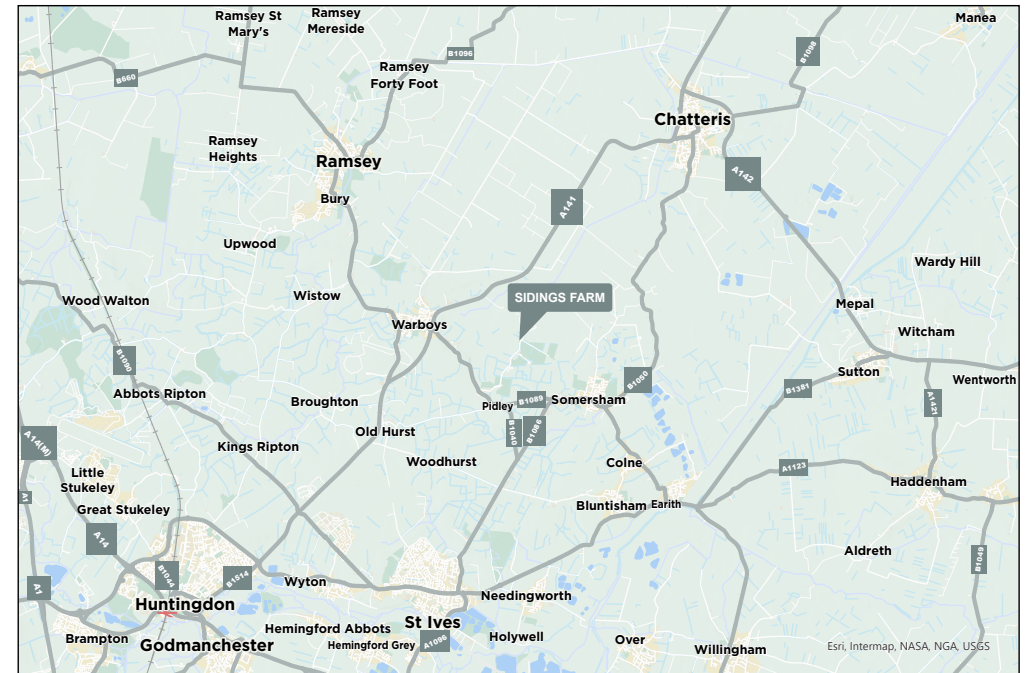 Ramsey St
Mary's
Ramsey
Mereside
Manea
B1096
B1098
B660
Ramsey
Forty Foot
Chatteris
Ramsey
Heights
Ramsey
A142
Bury
A141
Upwood
Wardy Hill
Wood Walton
Wistow
SIDINGS FARM
Mepal
Warboys
Witcham
B1090
Sutton
Wentworth
Abbots Ripton
Broughton
Pidley
B1089
Somersham
B1050
B1381
A1421
Old Hurst
B1040
B1086
A14(M)
Kings Ripton
Woodhurst
Colne
A1123
Little
Stukeley
Haddenham
A1
Great Stukeley
Bluntisham
Earith
A14
Aldreth
B1049
A1
B1044
B1514
Wyton
Needingworth
Huntingdon
St Ives
Brampton
Godmanchester
Hemingford Abbots
Hemingford Grey
A1096
Holywell
Over
Willingham
Esri, Intermap, NASA, NGA, USGS